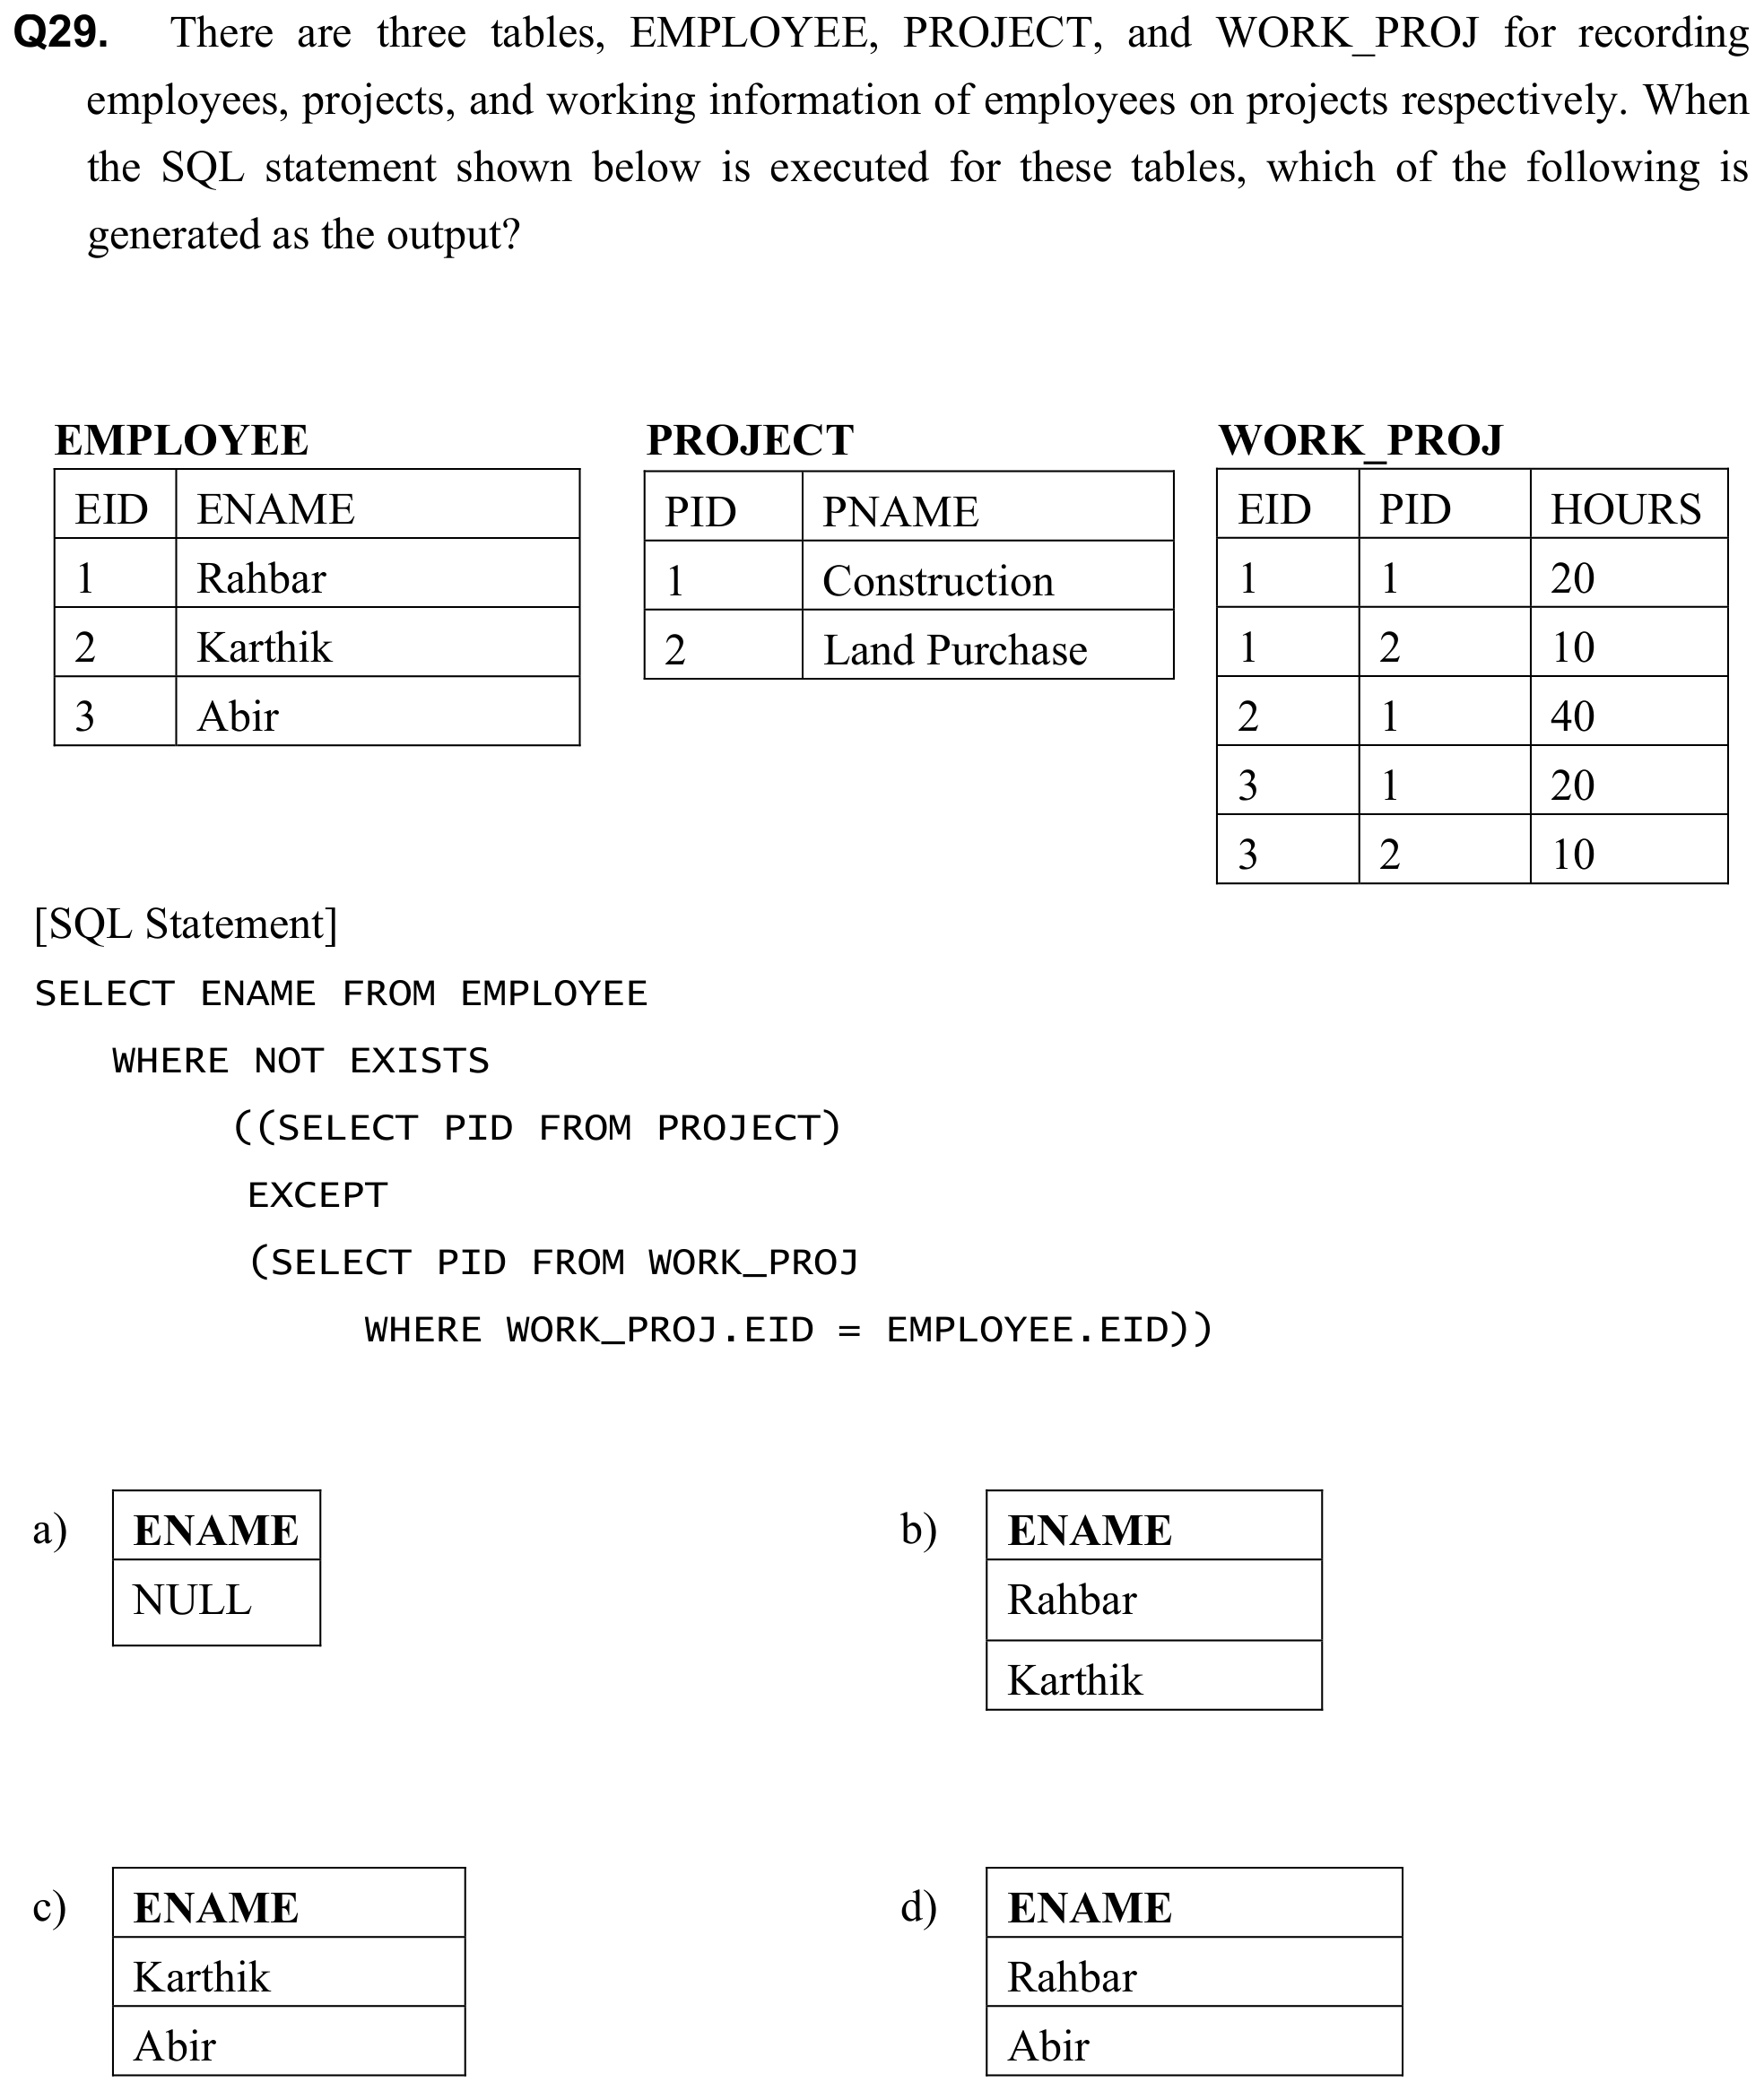 Q29. There are three tables, EMPLOYEE, PROJECT, and WORK_PROJ for recording
employees, projects, and working information of employees on projects respectively. When
the SQL statement shown below is executed for these tables, which of the following is
generated as the output?
EMPLOYEE
EID ENAME
1 Rahbar
2 Karthik
3 Abir
PROJECT
PID PNAME
1 Construction
2 Land Purchase
WORK_PROJ
EID PID HOURS
1 1 20
1 2 10
2 1 40
3 1 20
3 2 10
[SQL Statement]
SELECT ENAME FROM EMPLOYEE
WHERE NOT EXISTS
((SELECT PID FROM PROJECT)
EXCEPT
(SELECT PID FROM WORK_PROJ
WHERE WORK_PROJ.EID = EMPLOYEE.EID))
a) ENAME
NULL
b) ENAME
Rahbar
Karthik
c) ENAME
Karthik
Abir
d) ENAME
Rahbar
Abir